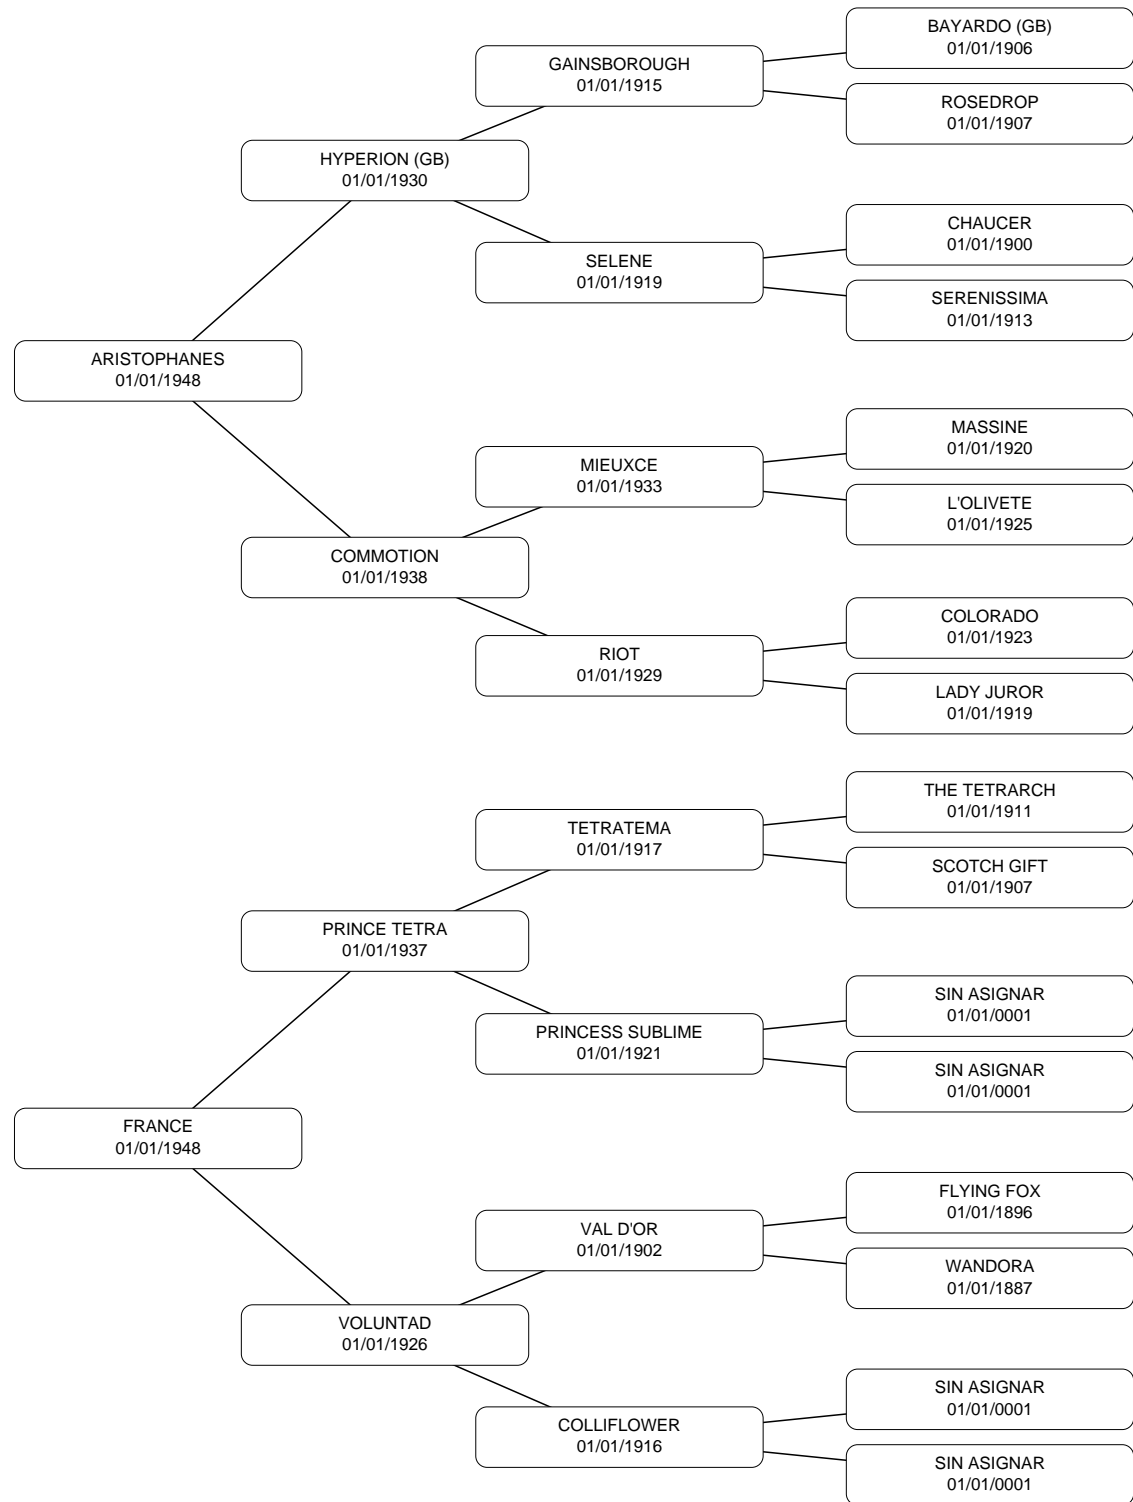 BAYARDO (GB)
01/01/1906
GAINSBOROUGH
01/01/1915
ROSEDROP
01/01/1907
HYPERION (GB)
01/01/1930
CHAUCER
01/01/1900
SELENE
01/01/1919
SERENISSIMA
01/01/1913
ARISTOPHANES
01/01/1948
MASSINE
01/01/1920
MIEUXCE
01/01/1933
L'OLIVETE
01/01/1925
COMMOTION
01/01/1938
COLORADO
01/01/1923
RIOT
01/01/1929
LADY JUROR
01/01/1919
THE TETRARCH
01/01/1911
TETRATEMA
01/01/1917
SCOTCH GIFT
01/01/1907
PRINCE TETRA
01/01/1937
SIN ASIGNAR
01/01/0001
PRINCESS SUBLIME
01/01/1921
SIN ASIGNAR
01/01/0001
FRANCE
01/01/1948
FLYING FOX
01/01/1896
VAL D'OR
01/01/1902
WANDORA
01/01/1887
VOLUNTAD
01/01/1926
SIN ASIGNAR
01/01/0001
COLLIFLOWER
01/01/1916
SIN ASIGNAR
01/01/0001